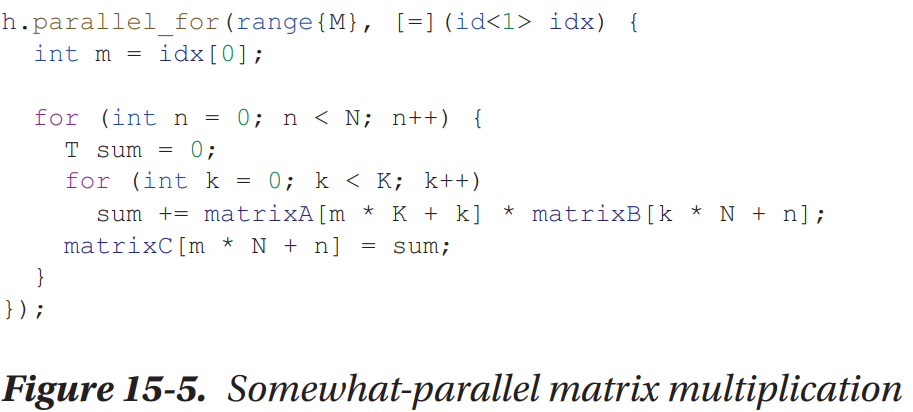 h.parallel_for(range{M}, [=](id<1> idx) {
  int m = idx[0];

  for (int n = 0; n < N; n++) {
    T sum = 0;
    for (int k = 0; k < K; k++)
      sum += matrixA[m * K + k] * matrixB[k * N + n];
    matrixC[m * N + n] = sum;
  }
});
Figure 15-5. Somewhat-parallel matrix multiplication